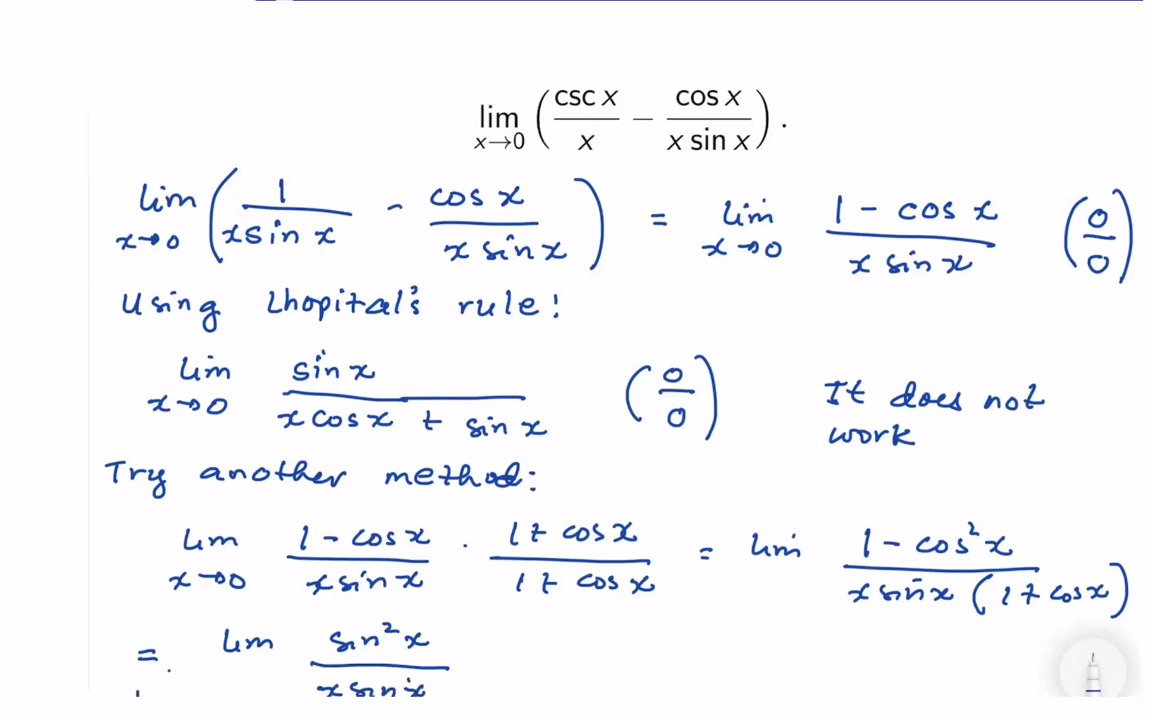 lim x→0 (csc x / x − cos x / x sin x).
lim x→0 (1 / x sin x - cos x / x sin x) = lim x→0 1 - cos x / x sin x (0/0)
Using Lhopital's rule:
lim x→0 sin x / x cos x + sin x (0/0) It does not work
Try another method:
lim x→0 1 - cos x / x sin x · 1 + cos x / 1 + cos x = lim 1 - cos² x / x sin x (1 + cos x)
= lim sin² x / x sin x